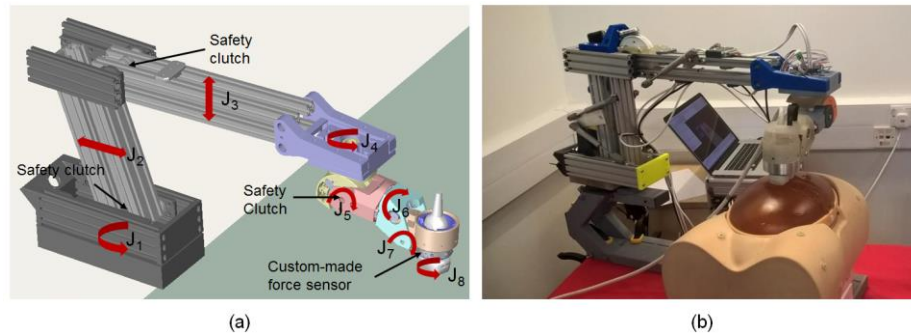 Safety
clutch
J3
J2
J4
Safety clutch
Safety
Clutch
J5
J6
J1
J7
Custom-made
force sensor
J8
(a)
(b)